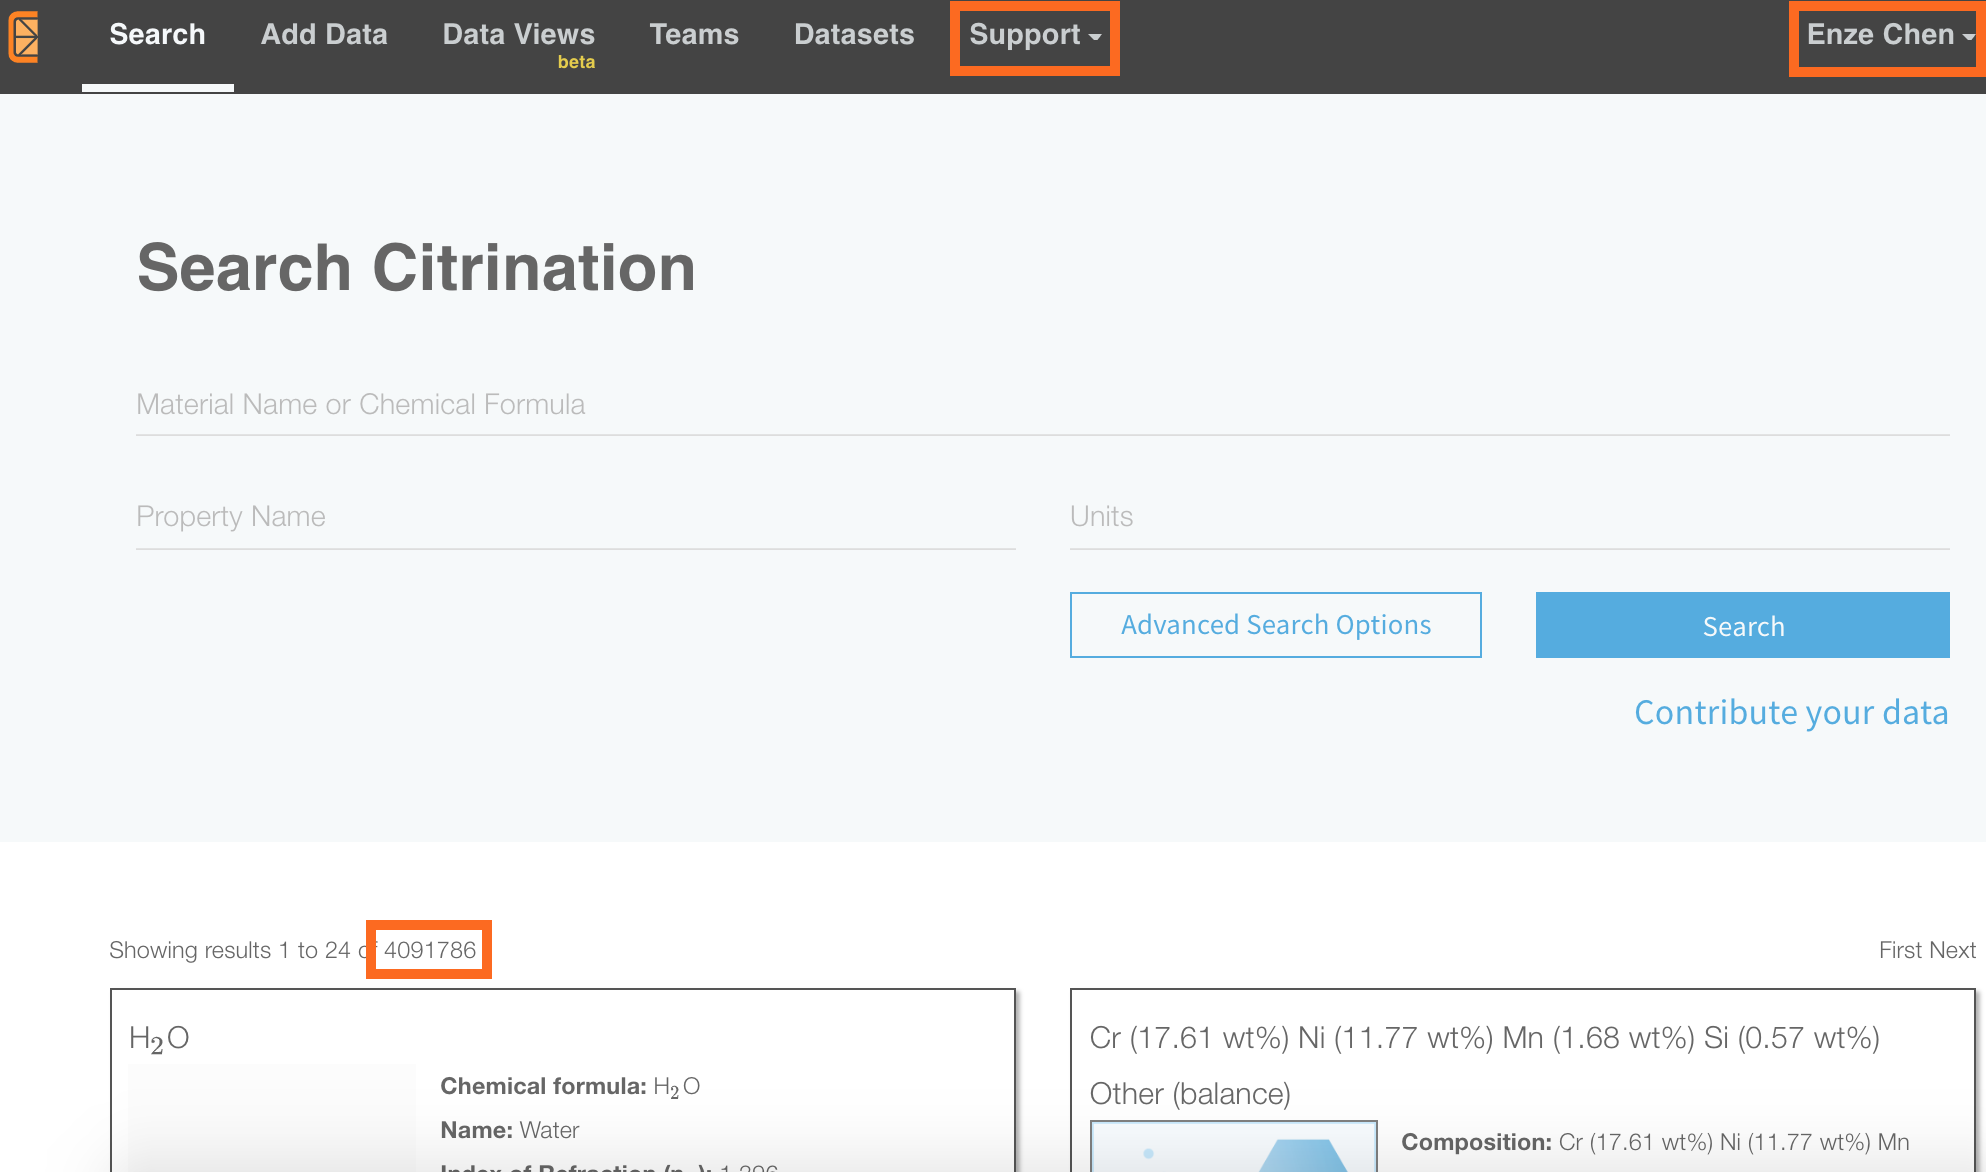 Search Add Data Data Views Teams Datasets Support Enze Chen
beta
Search Citrination
Material Name or Chemical Formula
Property Name Units
Advanced Search Options Search
Contribute your data
Showing results 1 to 24 of 4091786 First Next
H₂O
Cr (17.61 wt%) Ni (11.77 wt%) Mn (1.68 wt%) Si (0.57 wt%)
Other (balance)
Chemical formula: H₂O
Name: Water
Composition: Cr (17.61 wt%) Ni (11.77 wt%) Mn